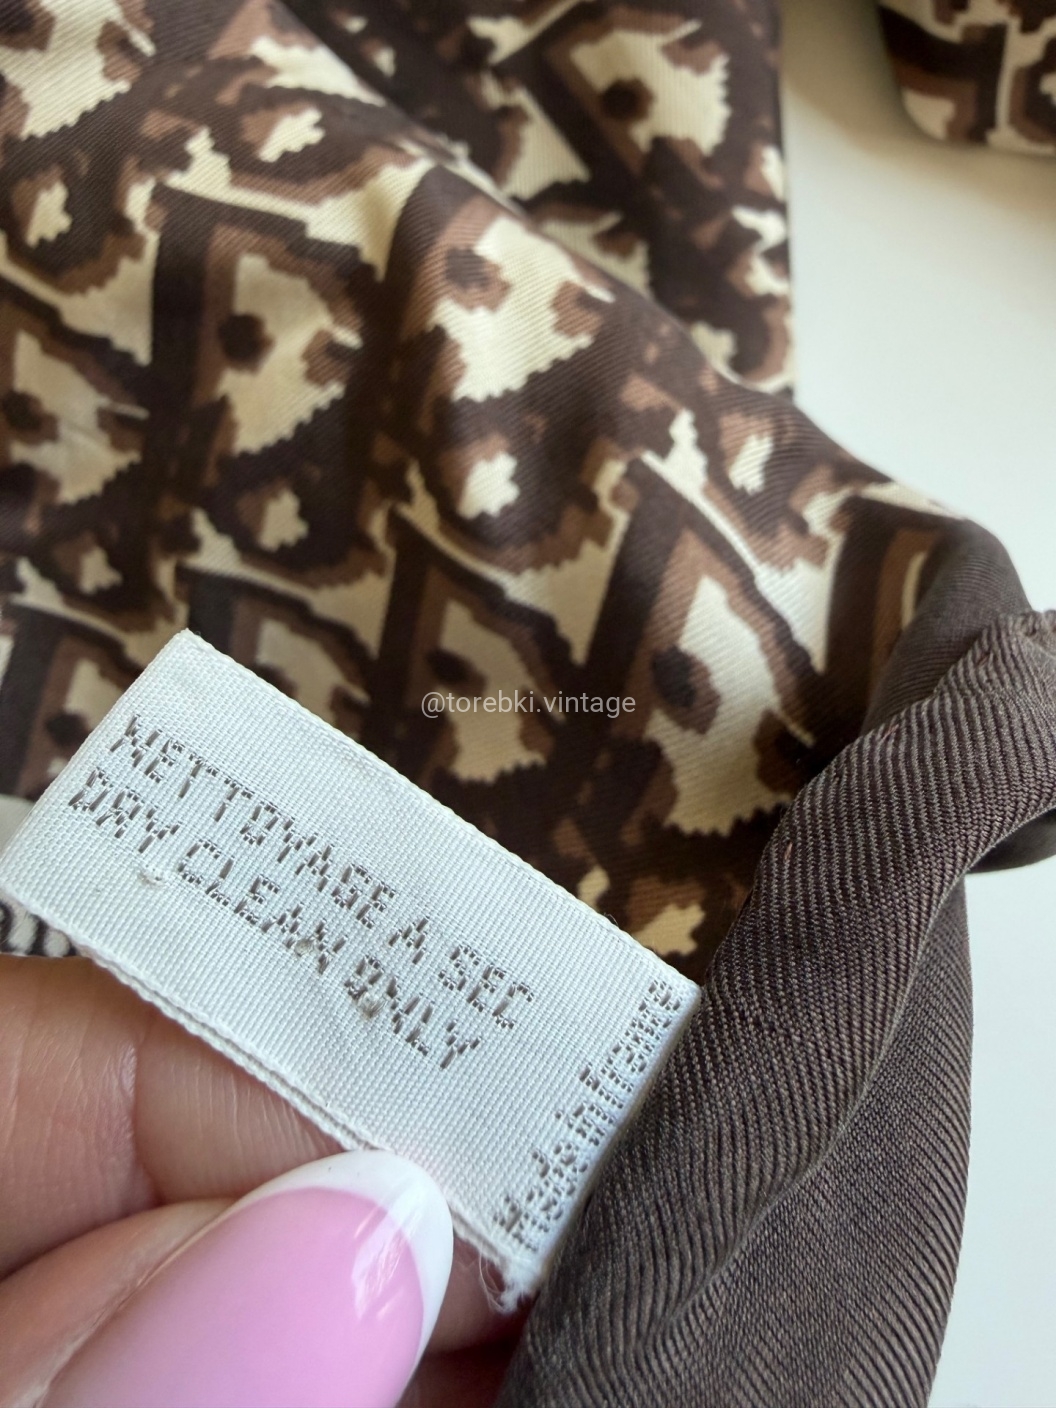 @torebki.vintage
NETTOYAGE A SEC
DRY CLEAN ONLY
Made in France